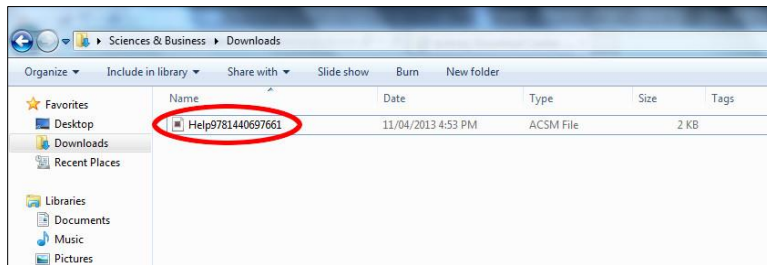 Sciences & Business Downloads
Organize Include in library Share with Slide show Burn New folder
Favorites
Desktop
Downloads
Recent Places
Libraries
Documents
Music
Pictures
Name Date Type Size Tags
Help9781440697661 11/04/2013 4:53 PM ACSM File 2 KB